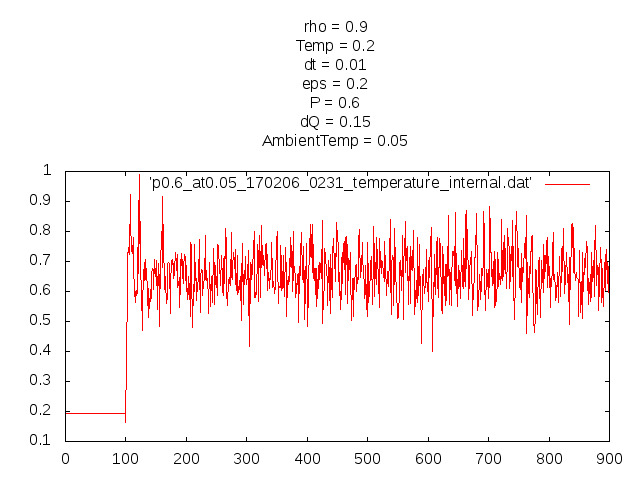 rho = 0.9
Temp = 0.2
dt = 0.01
eps = 0.2
P = 0.6
dQ = 0.15
AmbientTemp = 0.05
1
'p0.6_at0.05_170206_0231_temperature_internal.dat'
0.9
0.8
0.7
0.6
0.5
0.4
0.3
0.2
0.1
0 100 200 300 400 500 600 700 800 900